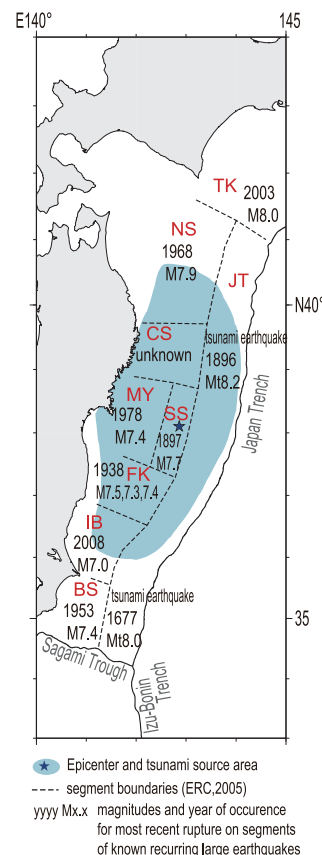 E140°
145
TK
2003
M8.0
NS
1968
M7.9
JT
N40°
CS
unknown
tsunami earthquake
1896
Mt8.2
MY
1978
M7.4
SS
1897
M7.7
Japan Trench
1938
FK
M7.5,7.3,7.4
IB
2008
M7.0
BS
1953
M7.4
tsunami earthquake
1677
Mt8.0
35
Sagami Trough
Izu-Bonin
Trench
Epicenter and tsunami source area
segment boundaries (ERC,2005)
yyyy Mx.x magnitudes and year of occurence
for most recent rupture on segments
of known recurring large earthquakes